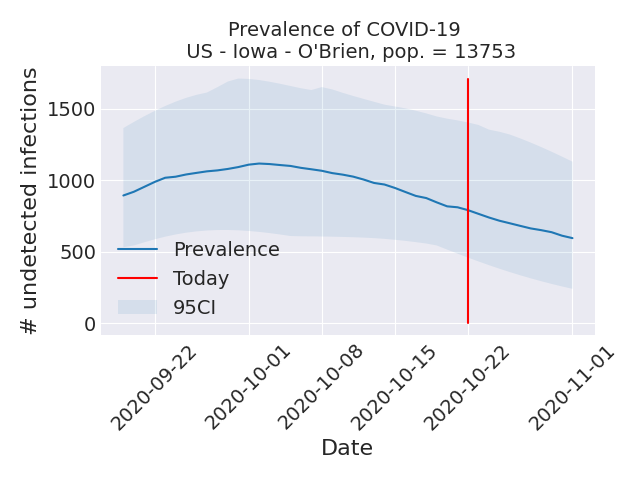 Prevalence of COVID-19
US - Iowa - O'Brien, pop. = 13753
# undetected infections
1500
1000
500
0
Prevalence
Today
95CI
2020-09-22
2020-10-01
2020-10-08
2020-10-15
2020-10-22
2020-11-01
Date